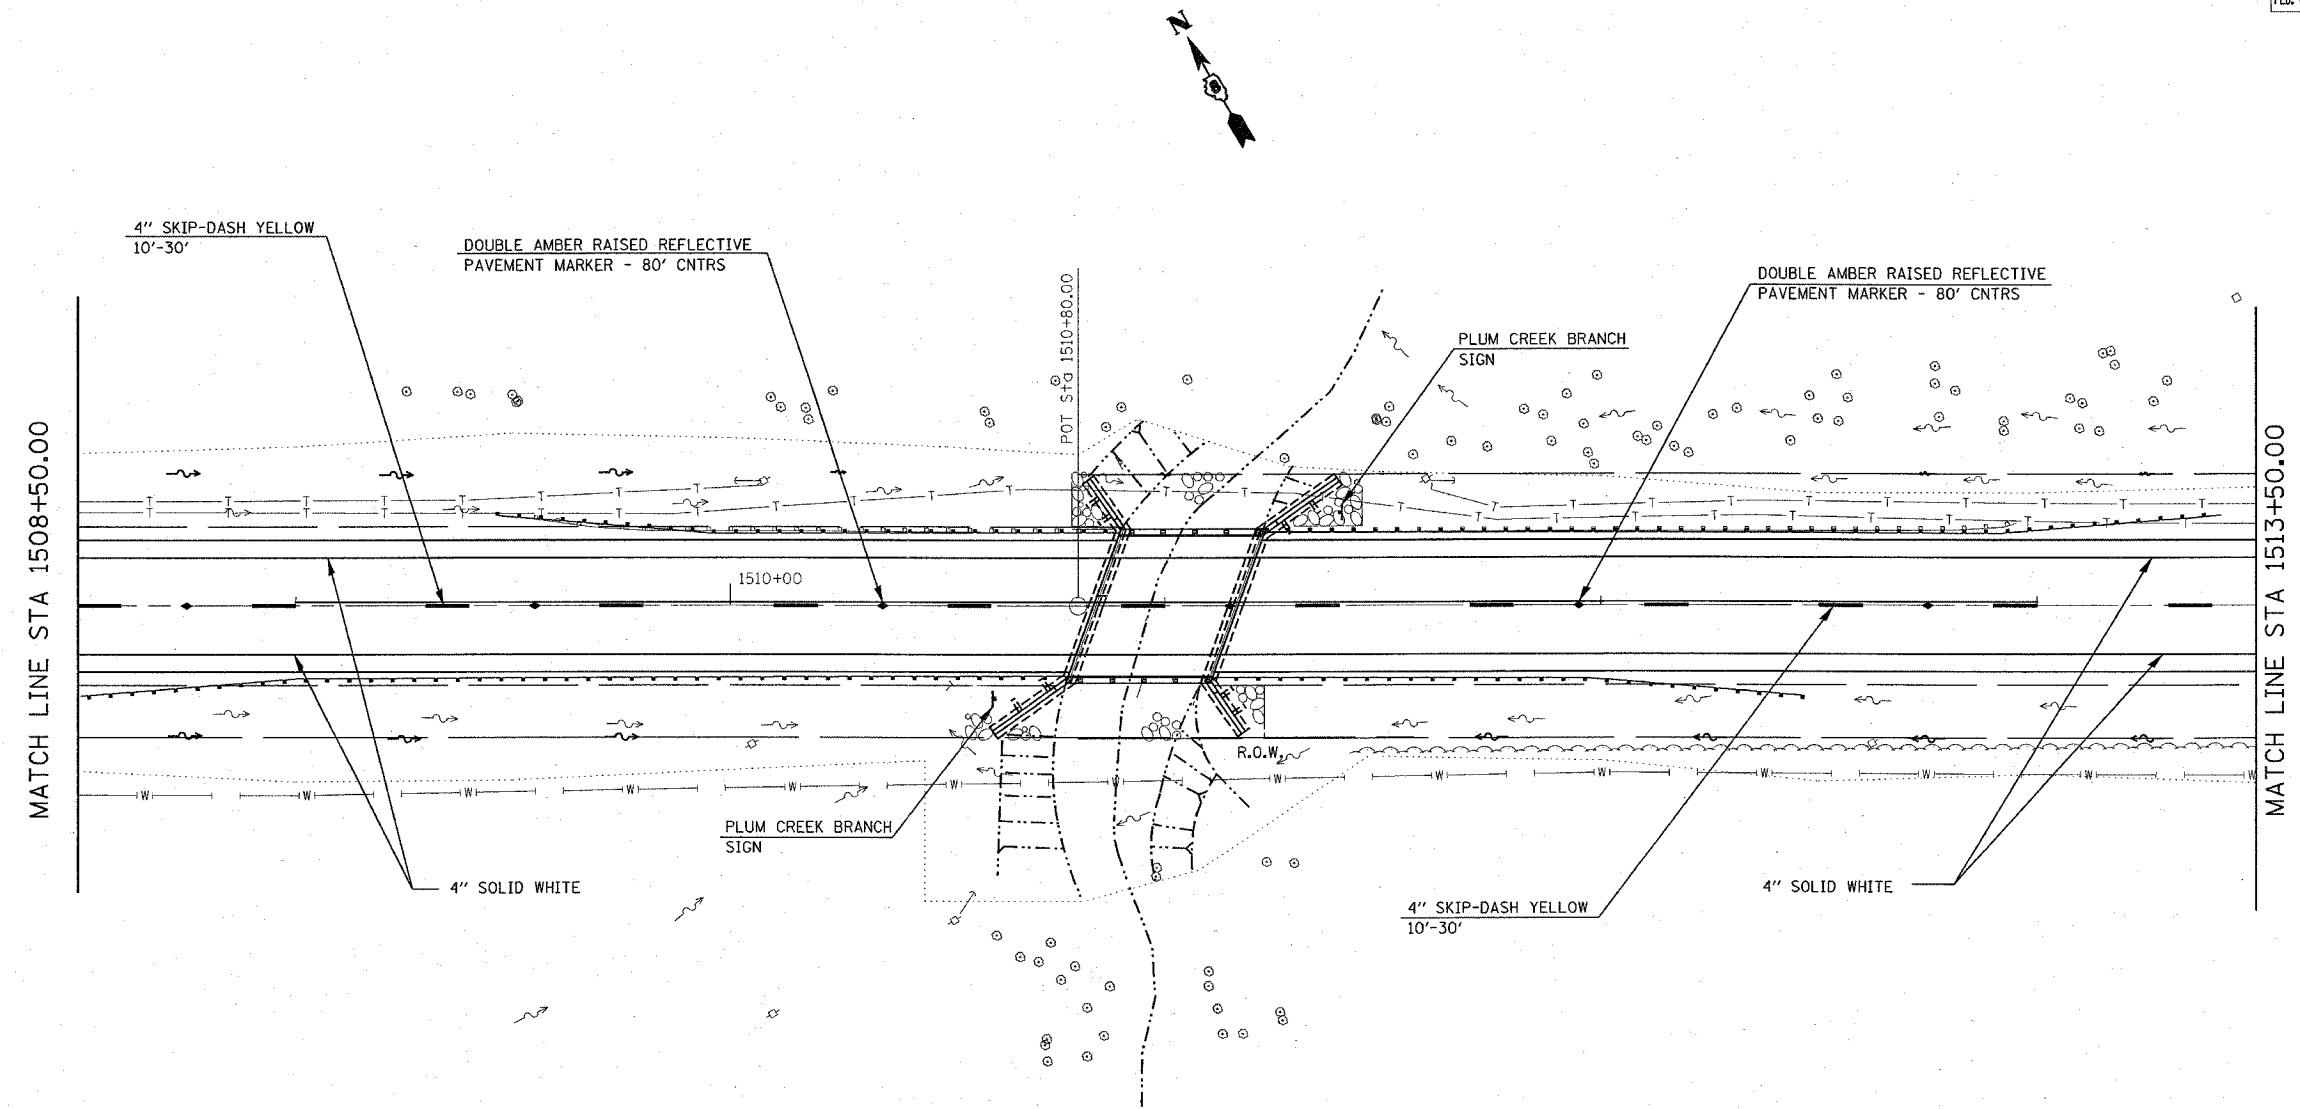 N
4" SKIP-DASH YELLOW
10'-30'
DOUBLE AMBER RAISED REFLECTIVE
PAVEMENT MARKER - 80' CNTRS
POT Sta 1510+80.00
DOUBLE AMBER RAISED REFLECTIVE
PAVEMENT MARKER - 80' CNTRS
PLUM CREEK BRANCH
SIGN
MATCH LINE STA 1508+50.00
1510+00
MATCH LINE STA 1513+50.00
R.O.W.
PLUM CREEK BRANCH
SIGN
4" SOLID WHITE
4" SOLID WHITE
4" SKIP-DASH YELLOW
10'-30'